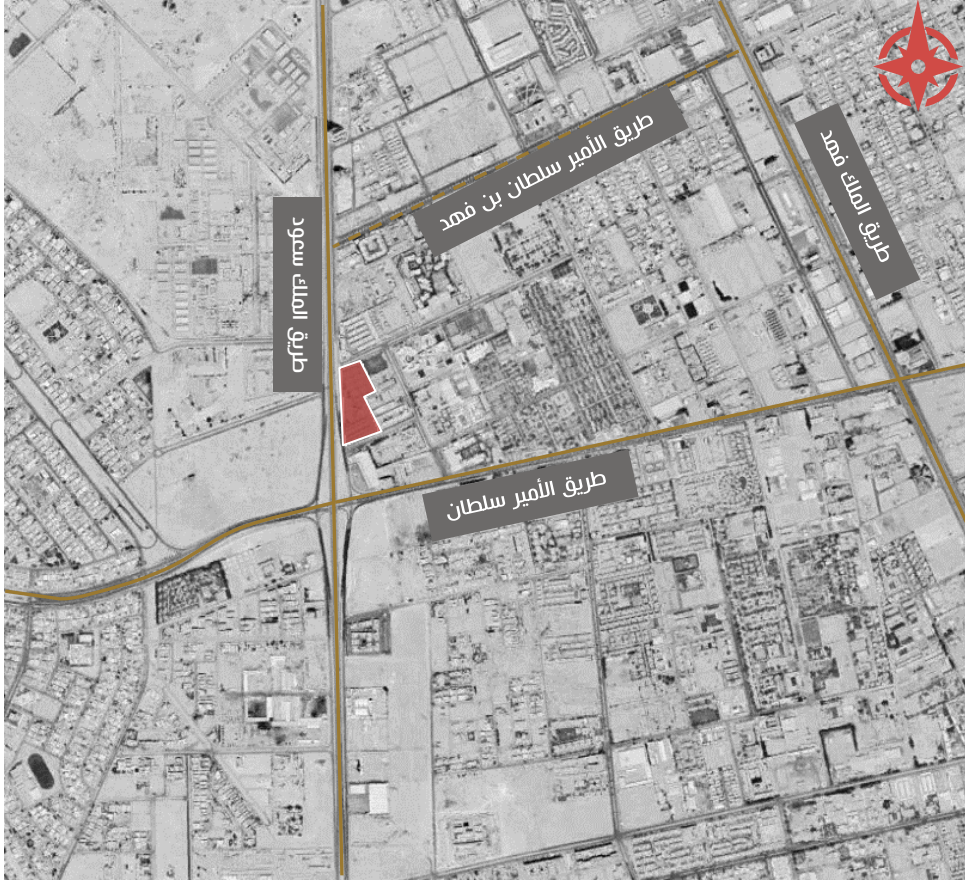 طريق الأمير سلطان بن فهد
طريق الملك فهد
طريق الملك سعود
طريق الأمير سلطان